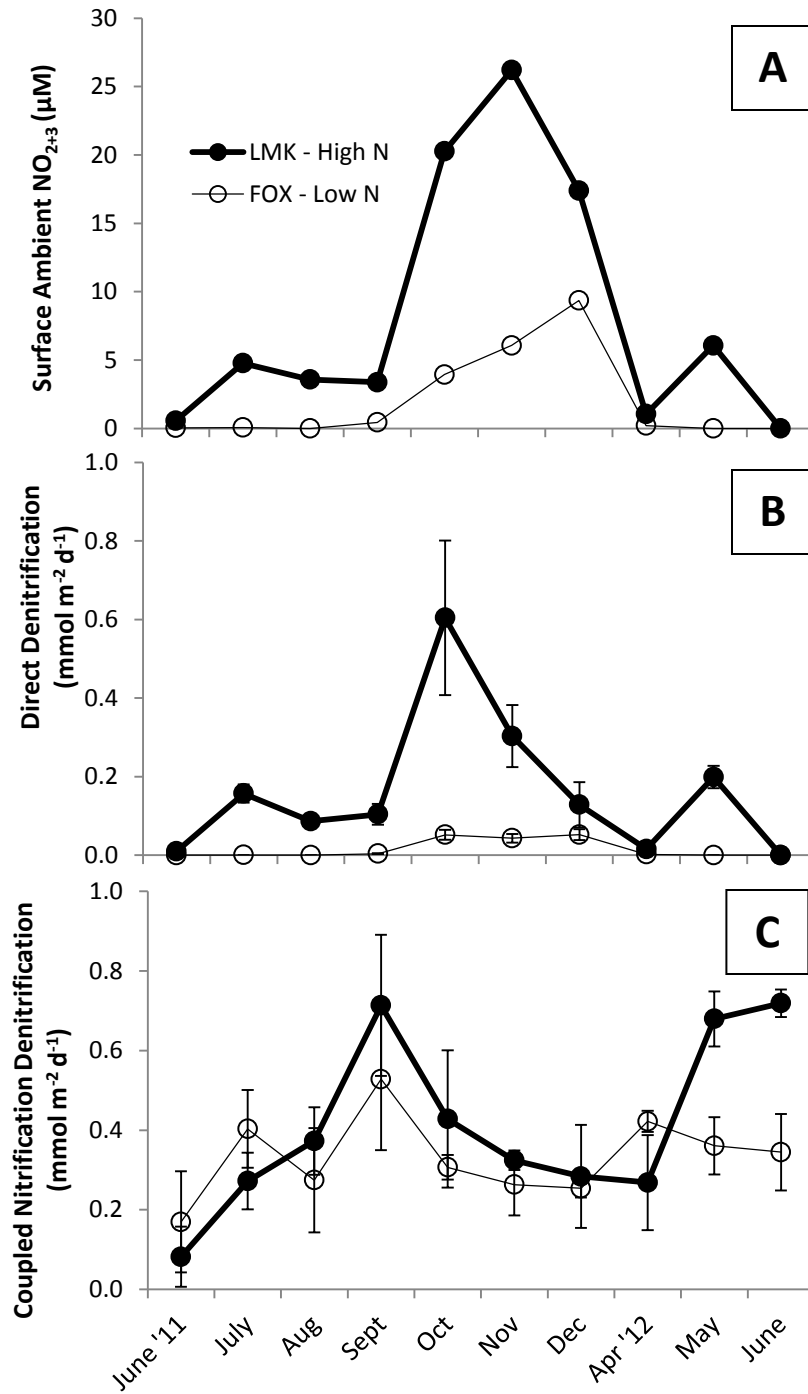 A
Surface Ambient NO2+3 (µM)
30
25
20
15
10
5
0
LMK - High N
FOX - Low N
B
Direct Denitrification
(mmol m-2 d-1)
1.0
0.8
0.6
0.4
0.2
0.0
C
Coupled Nitrification Denitrification
(mmol m-2 d-1)
1.0
0.8
0.6
0.4
0.2
0.0
June '11
July
Aug
Sept
Oct
Nov
Dec
Apr '12
May
June